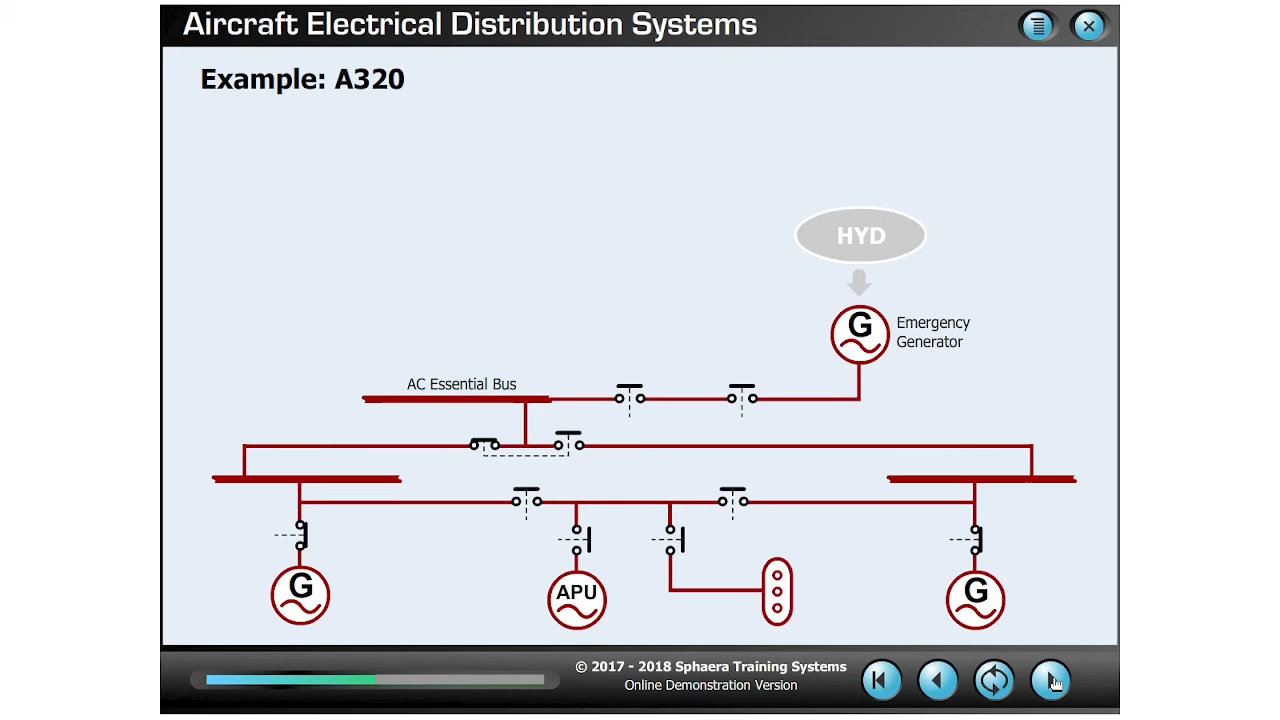 Aircraft Electrical Distribution Systems
Example: A320
HYD
G
Emergency
Generator
AC Essential Bus
G
APU
G
© 2017 - 2018 Sphaera Training Systems
Online Demonstration Version